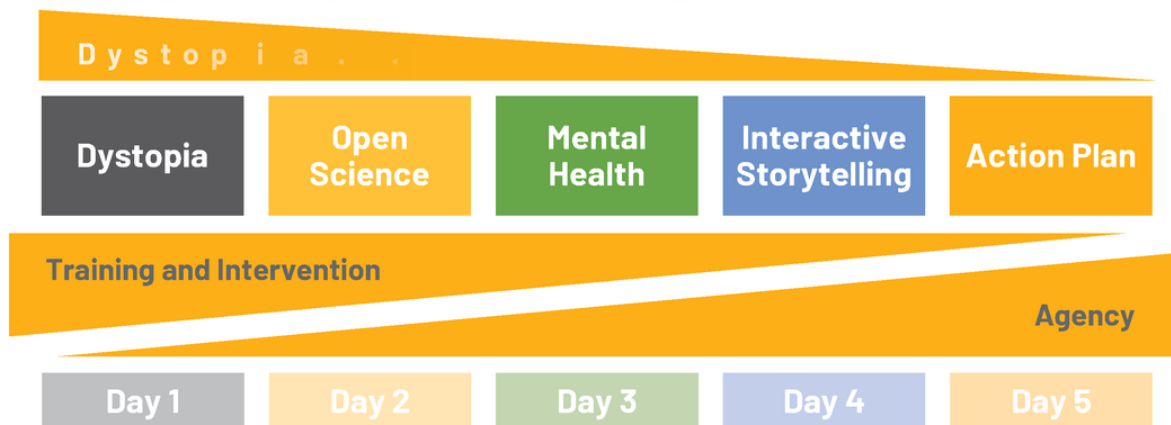 Dystopia. .
Dystopia
Open
Science
Mental
Health
Interactive
Storytelling
Action Plan
Training and Intervention
Agency
Day 1
Day 2
Day 3
Day 4
Day 5